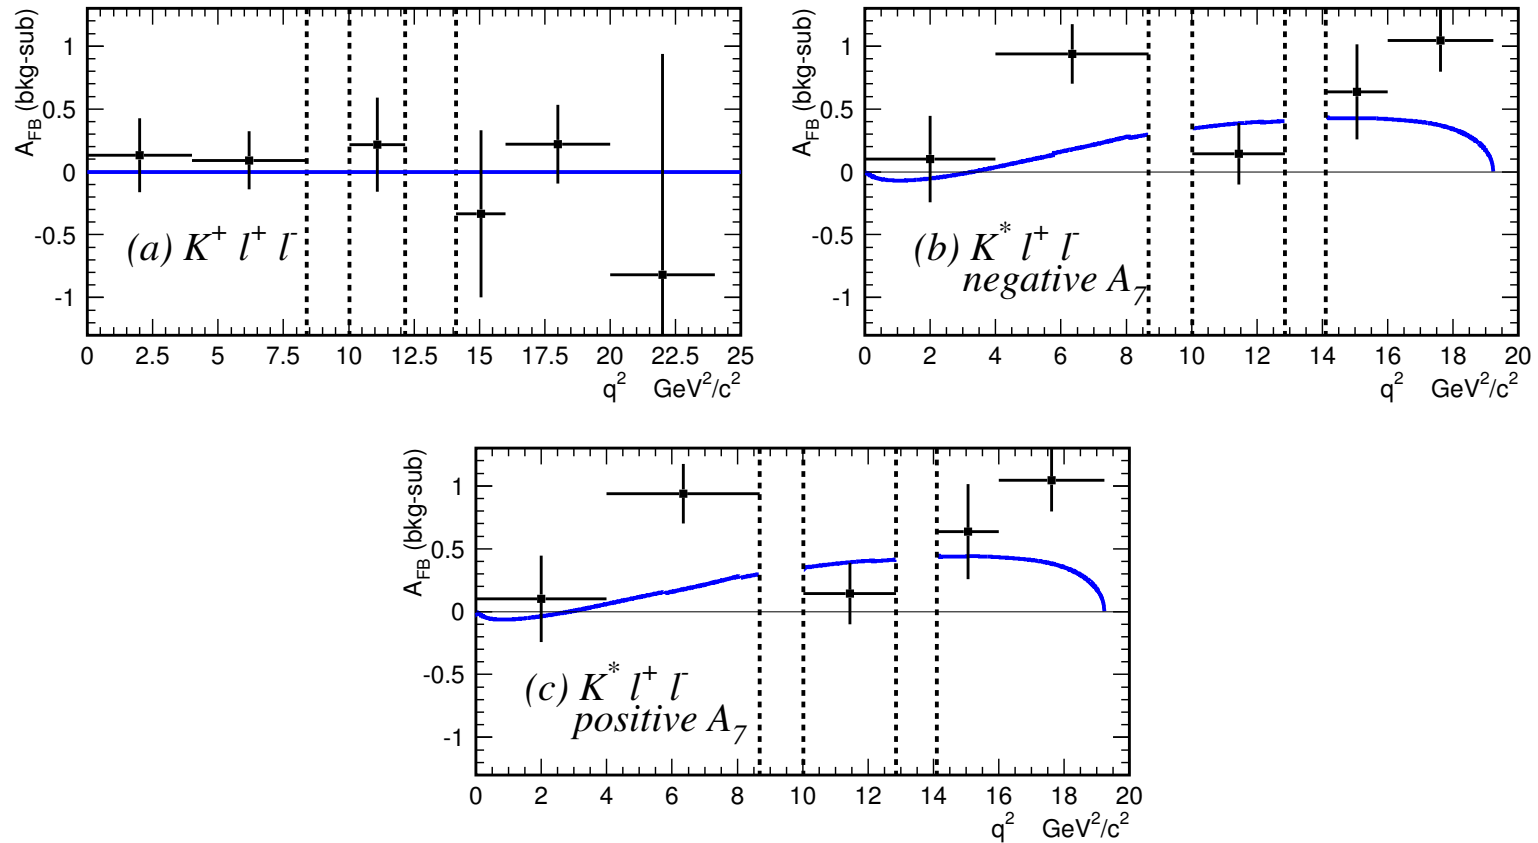 A_FB (bkg-sub)
1
0.5
0
-0.5
-1
(a) K⁺ l⁺ l⁻
0 2.5 5 7.5 10 12.5 15 17.5 20 22.5 25
q² GeV²/c²
A_FB (bkg-sub)
1
0.5
0
-0.5
-1
(b) K* l⁺ l⁻
negative A₇
0 2 4 6 8 10 12 14 16 18 20
q² GeV²/c²
A_FB (bkg-sub)
1
0.5
0
-0.5
-1
(c) K* l⁺ l⁻
positive A₇
0 2 4 6 8 10 12 14 16 18 20
q² GeV²/c²